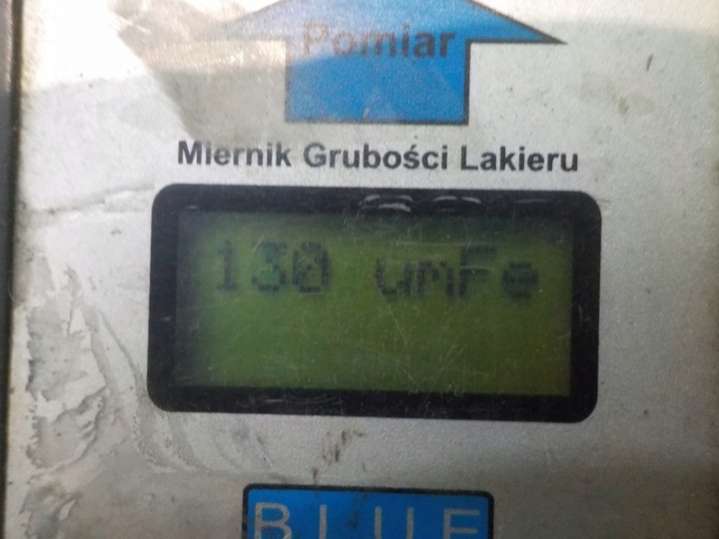 Pomiar
Miernik Grubości Lakieru
130 umFe
BLUE